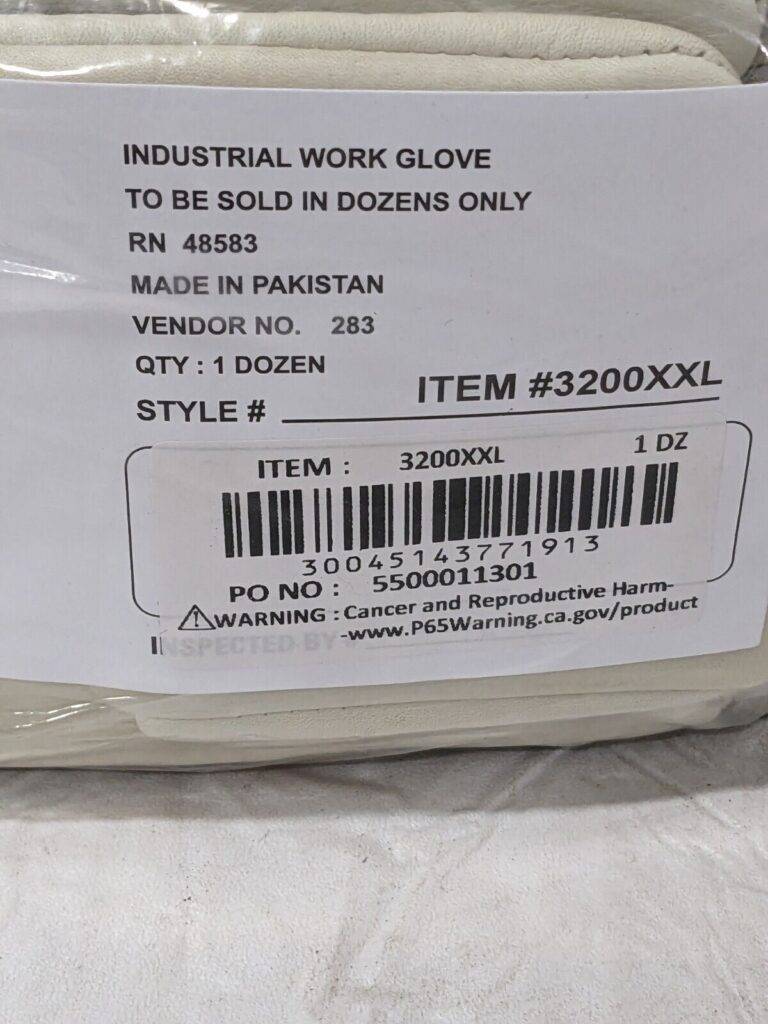 INDUSTRIAL WORK GLOVE
TO BE SOLD IN DOZENS ONLY
RN 48583
MADE IN PAKISTAN
VENDOR NO. 283
QTY : 1 DOZEN
STYLE # ITEM #3200XXL
ITEM : 3200XXL 1 DZ
30045143771913
PO NO : 5500011301
⚠WARNING : Cancer and Reproductive Harm-
-www.P65Warning.ca.gov/product
INSPECTED BY